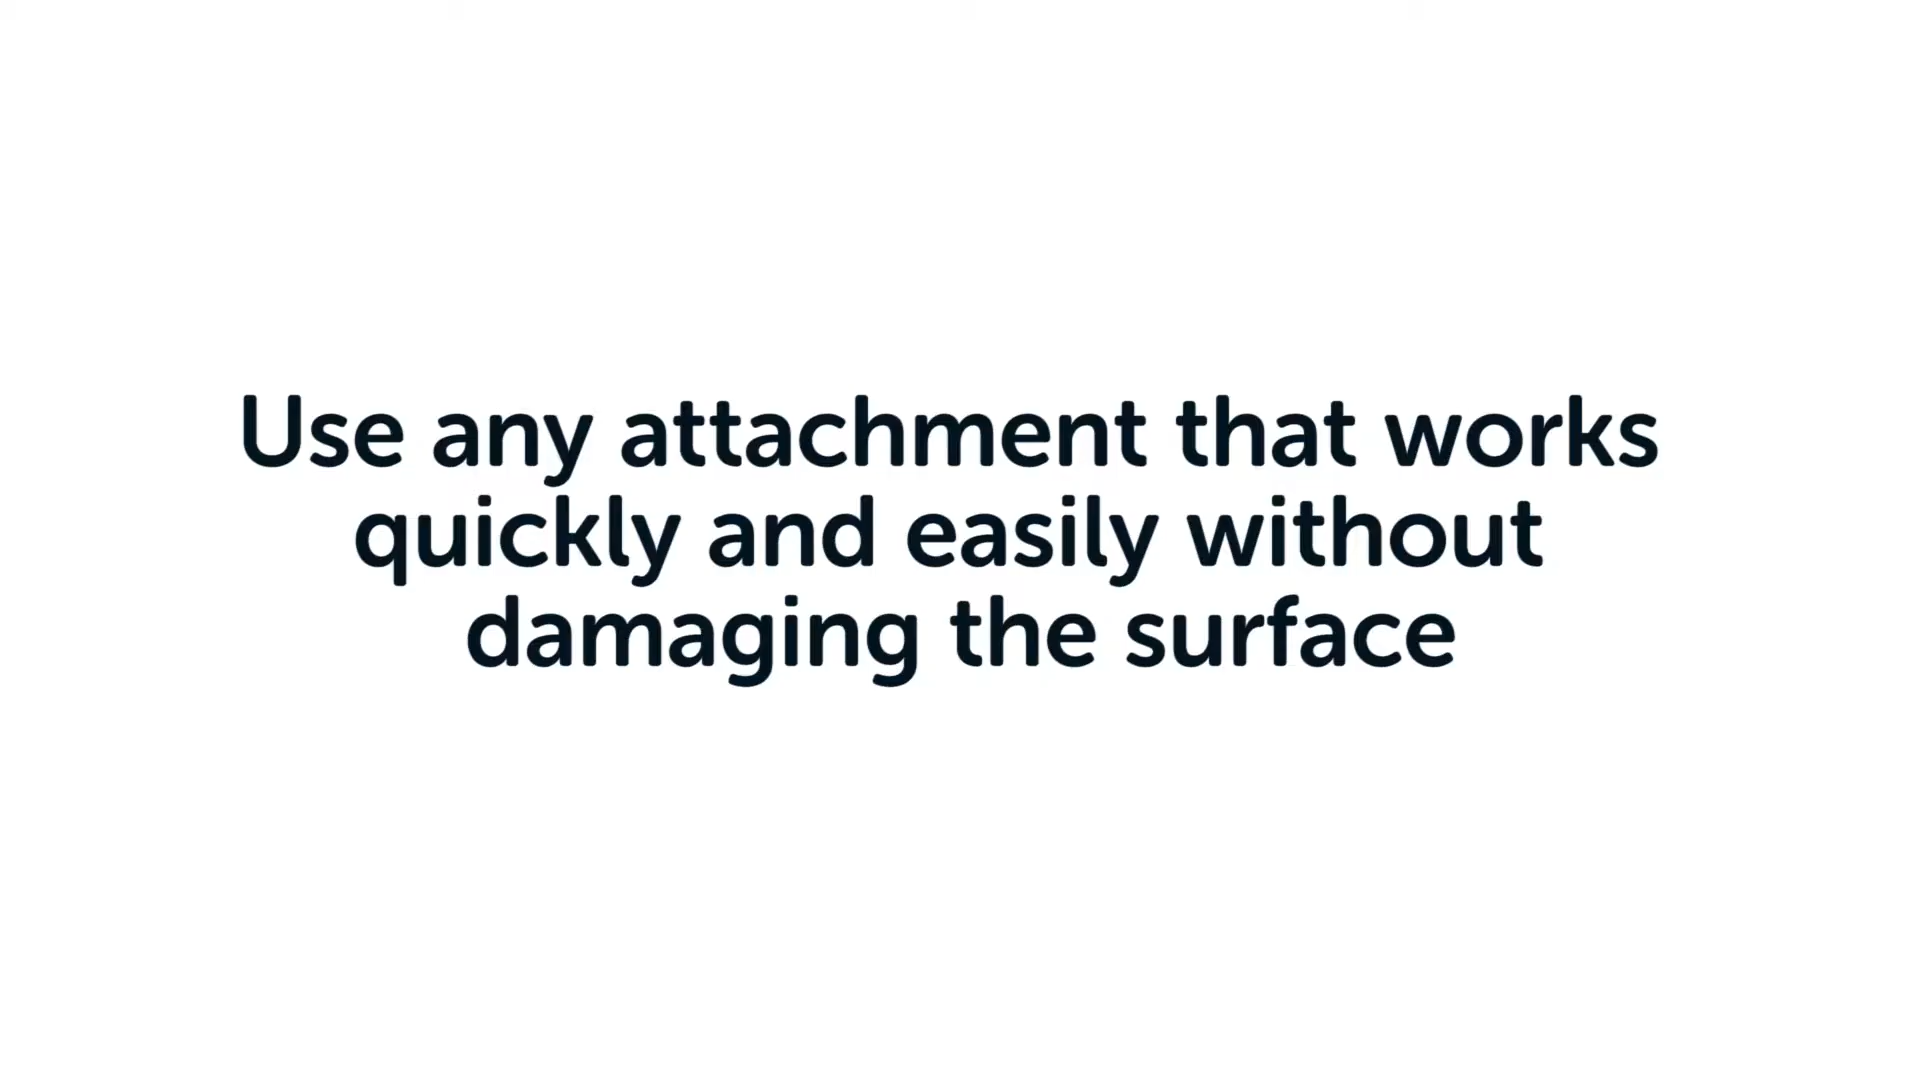 Use any attachment that works
quickly and easily without
damaging the surface